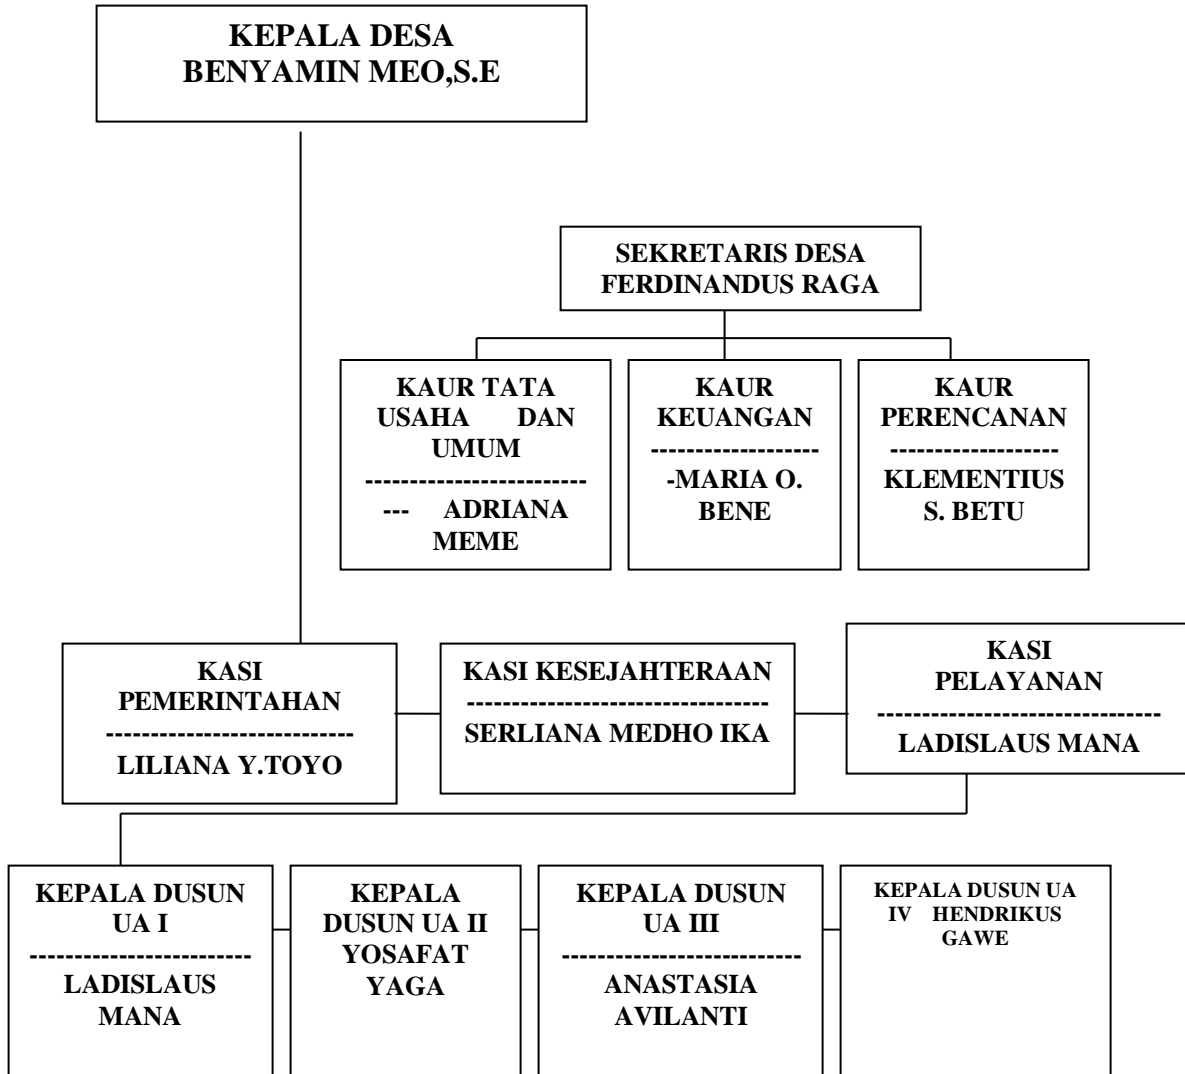 KEPALA DESA
BENYAMIN MEO,S.E
SEKRETARIS DESA
FERDINANDUS RAGA
KAUR TATA
USAHA DAN
UMUM
-------------------------
--- ADRIANA
MEME
KAUR
KEUANGAN
-------------------
-MARIA O.
BENE
KAUR
PERENCANAN
-------------------
KLEMENTIUS
S. BETU
KASI
PEMERINTAHAN
----------------------------
LILIANA Y.TOYO
KASI KESEJAHTERAAN
----------------------------------
SERLIANA MEDHO IKA
KASI
PELAYANAN
--------------------------------
LADISLAUS MANA
KEPALA DUSUN
UA I
-------------------------
LADISLAUS
MANA
KEPALA
DUSUN UA II
YOSAFAT
YAGA
KEPALA DUSUN
UA III
---------------------------
ANASTASIA
AVILANTI
KEPALA DUSUN UA
IV HENDRIKUS
GAWE